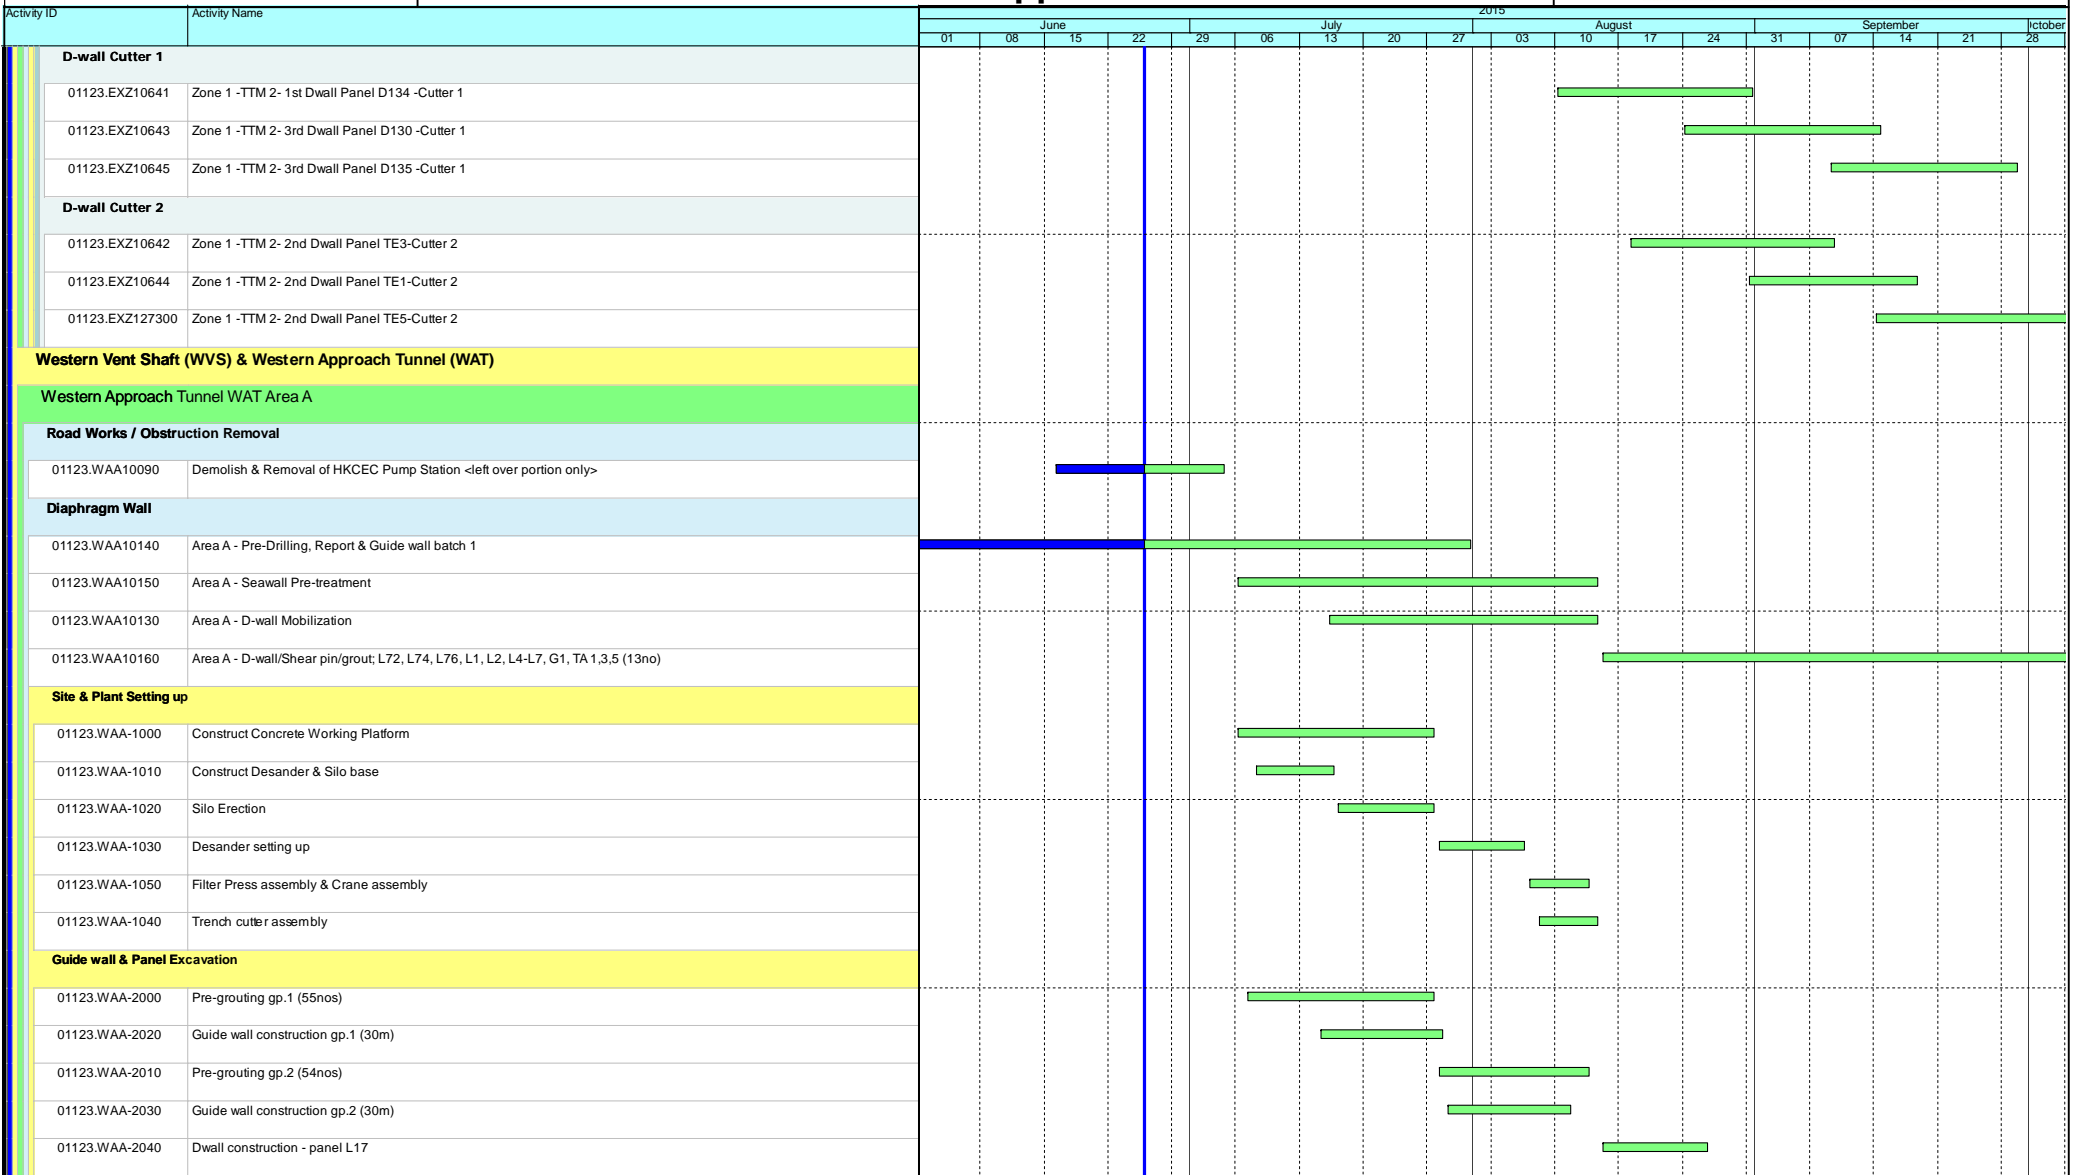 Activity ID Activity Name 2015
June July August September October
01 08 15 22 29 06 13 20 27 03 10 17 24 31 07 14 21 28
D-wall Cutter 1
01123.EXZ10641 Zone 1 -TTM 2- 1st Dwall Panel D134 -Cutter 1
01123.EXZ10643 Zone 1 -TTM 2- 3rd Dwall Panel D130 -Cutter 1
01123.EXZ10645 Zone 1 -TTM 2- 3rd Dwall Panel D135 -Cutter 1
D-wall Cutter 2
01123.EXZ10642 Zone 1 -TTM 2- 2nd Dwall Panel TE3-Cutter 2
01123.EXZ10644 Zone 1 -TTM 2- 2nd Dwall Panel TE1-Cutter 2
01123.EXZ127300 Zone 1 -TTM 2- 2nd Dwall Panel TE5-Cutter 2
Western Vent Shaft (WVS) & Western Approach Tunnel (WAT)
Western Approach Tunnel WAT Area A
Road Works / Obstruction Removal
01123.WAA10090 Demolish & Removal of HKCEC Pump Station <left over portion only>
Diaphragm Wall
01123.WAA10140 Area A - Pre-Drilling, Report & Guide wall batch 1
01123.WAA10150 Area A - Seawall Pre-treatment
01123.WAA10130 Area A - D-wall Mobilization
01123.WAA10160 Area A - D-wall/Shear pin/grout; L72, L74, L76, L1, L2, L4-L7, G1, TA 1,3,5 (13no)
Site & Plant Setting up
01123.WAA-1000 Construct Concrete Working Platform
01123.WAA-1010 Construct Desander & Silo base
01123.WAA-1020 Silo Erection
01123.WAA-1030 Desander setting up
01123.WAA-1050 Filter Press assembly & Crane assembly
01123.WAA-1040 Trench cutter assembly
Guide wall & Panel Excavation
01123.WAA-2000 Pre-grouting gp.1 (55nos)
01123.WAA-2020 Guide wall construction gp.1 (30m)
01123.WAA-2010 Pre-grouting gp.2 (54nos)
01123.WAA-2030 Guide wall construction gp.2 (30m)
01123.WAA-2040 Dwall construction - panel L17